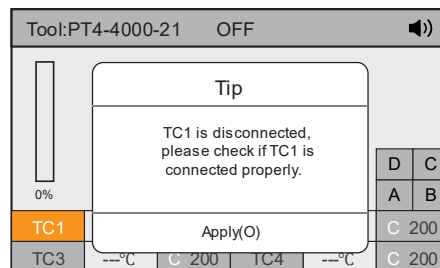 Tool:PT4-4000-21 OFF
Tip
TC1 is disconnected,
please check if TC1 is
connected properly.
D C
0% A B
TC1 Apply(O) C 200
TC3 ---°C C 200 TC4 ---°C C 200